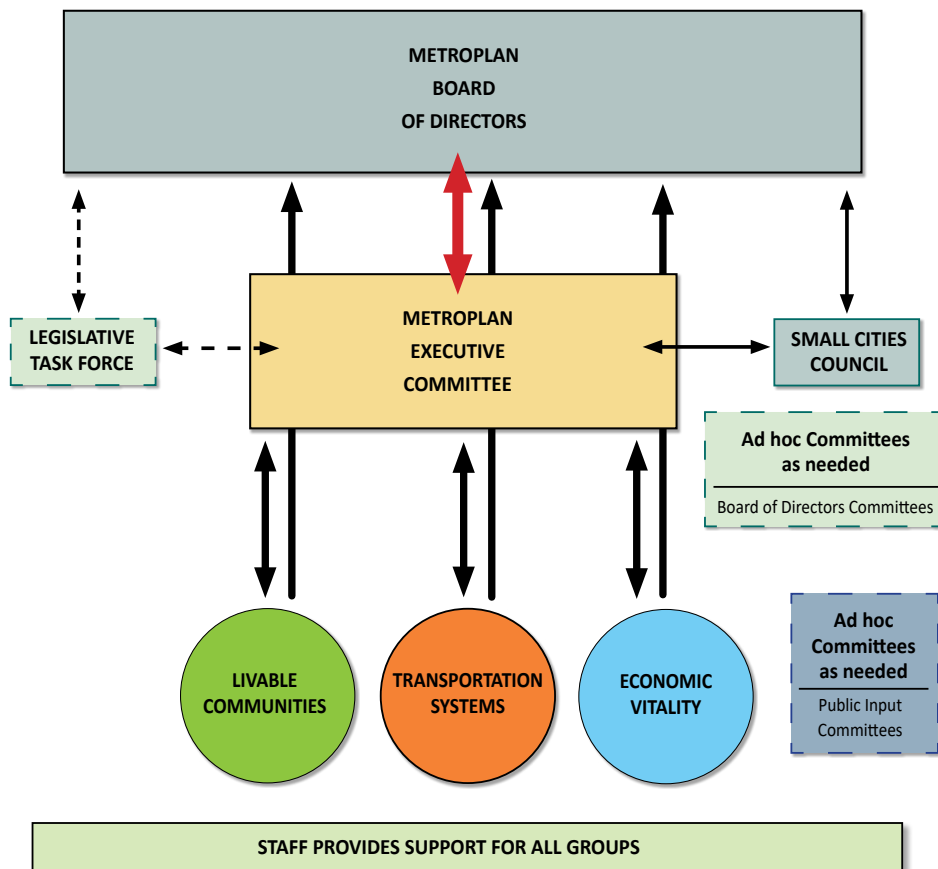 METROPLAN
BOARD
OF DIRECTORS
LEGISLATIVE
TASK FORCE
METROPLAN
EXECUTIVE
COMMITTEE
SMALL CITIES
COUNCIL
Ad hoc Committees
as needed
Board of Directors Committees
LIVABLE
COMMUNITIES
TRANSPORTATION
SYSTEMS
ECONOMIC
VITALITY
Ad hoc
Committees
as needed
Public Input
Committees
STAFF PROVIDES SUPPORT FOR ALL GROUPS